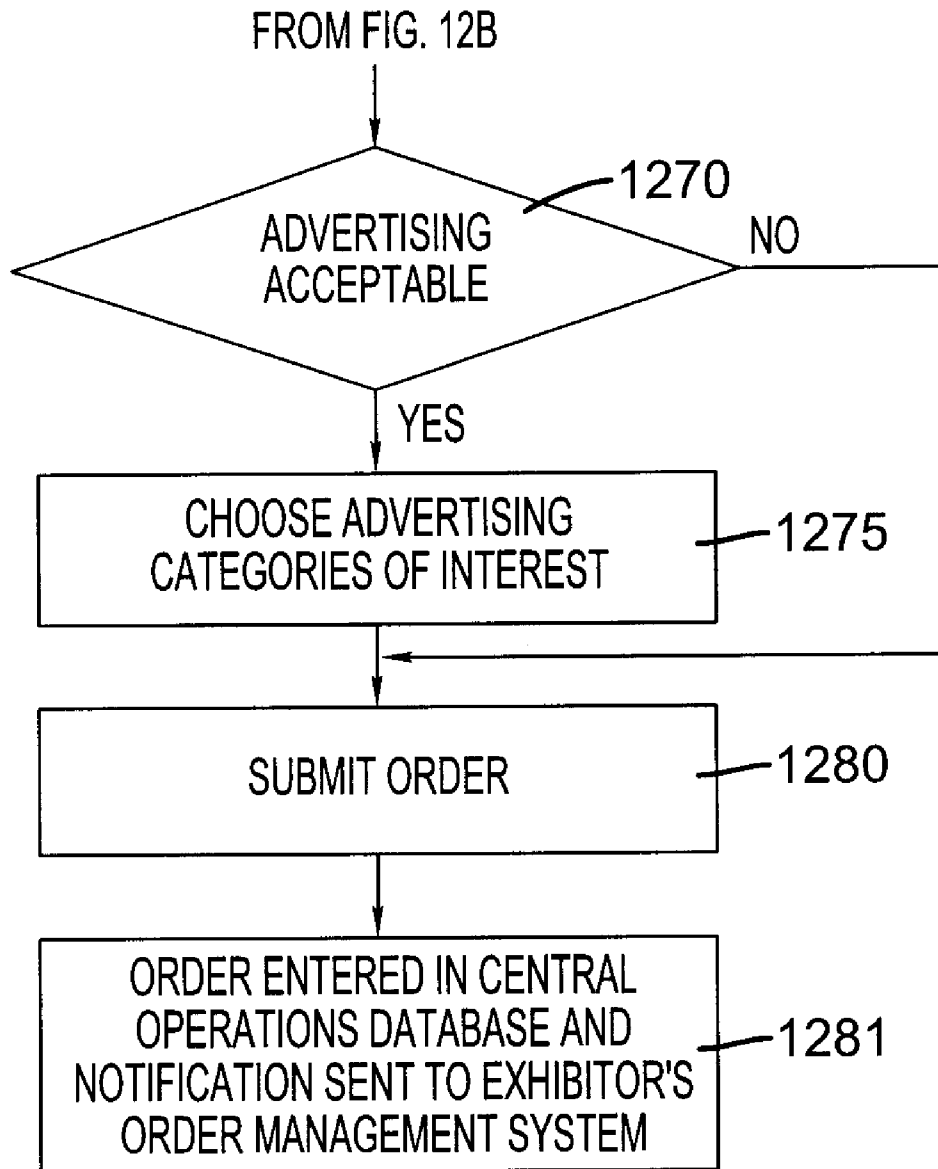 FROM FIG. 12B
1270
ADVERTISING
ACCEPTABLE
NO
YES
CHOOSE ADVERTISING
CATEGORIES OF INTEREST
1275
SUBMIT ORDER
1280
ORDER ENTERED IN CENTRAL
OPERATIONS DATABASE AND
NOTIFICATION SENT TO EXHIBITOR'S
ORDER MANAGEMENT SYSTEM
1281